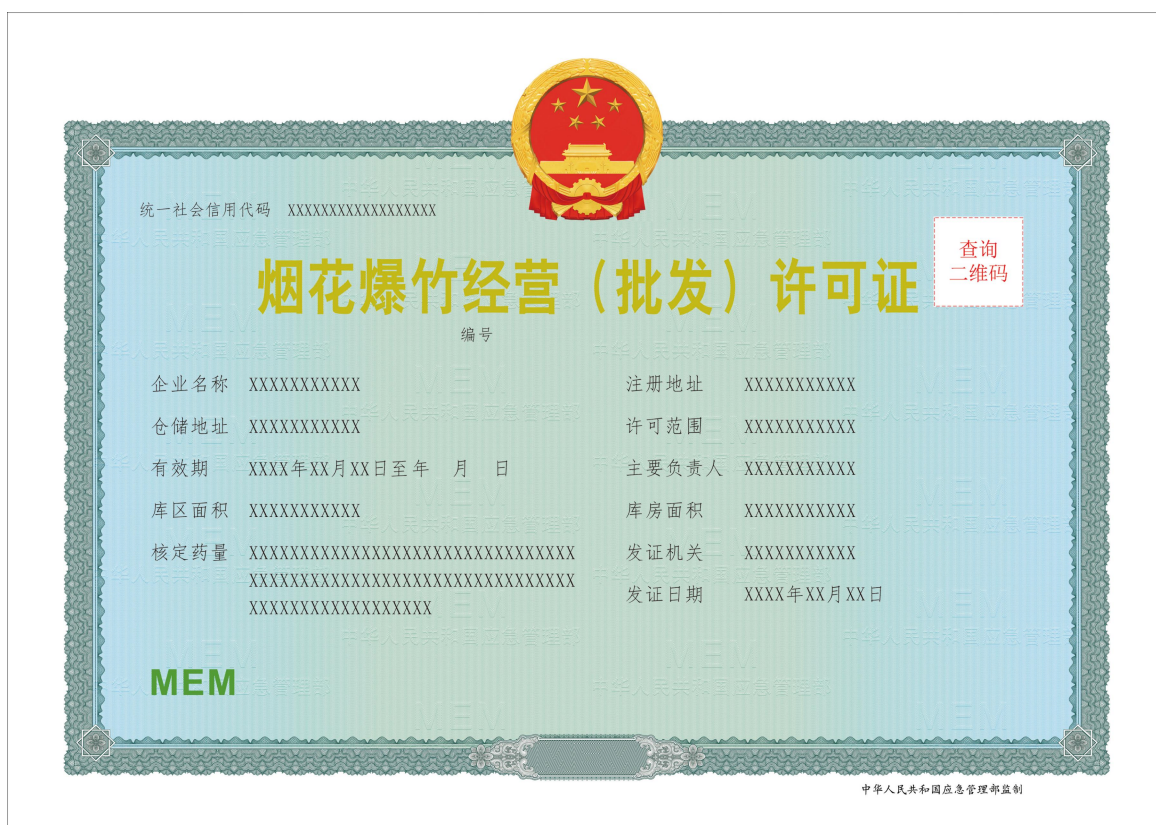 统一社会信用代码 XXXXXXXXXXXXXXXXXX
查询
二维码
烟花爆竹经营（批发）许可证
编号
企业名称 XXXXXXXXXXX
注册地址 XXXXXXXXXXX
仓储地址 XXXXXXXXXXX
许可范围 XXXXXXXXXXX
有效期 XXXX年XX月XX日至年 月 日
主要负责人 XXXXXXXXXXX
库区面积 XXXXXXXXXXX
库房面积 XXXXXXXXXXX
核定药量 XXXXXXXXXXXXXXXXXXXXXXXXXXXXXXXX
XXXXXXXXXXXXXXXXXXXXXXXXXXXXXXXX
XXXXXXXXXXXXXXXXXX
发证机关 XXXXXXXXXXX
发证日期 XXXX年XX月XX日
MEM
中华人民共和国应急管理部监制